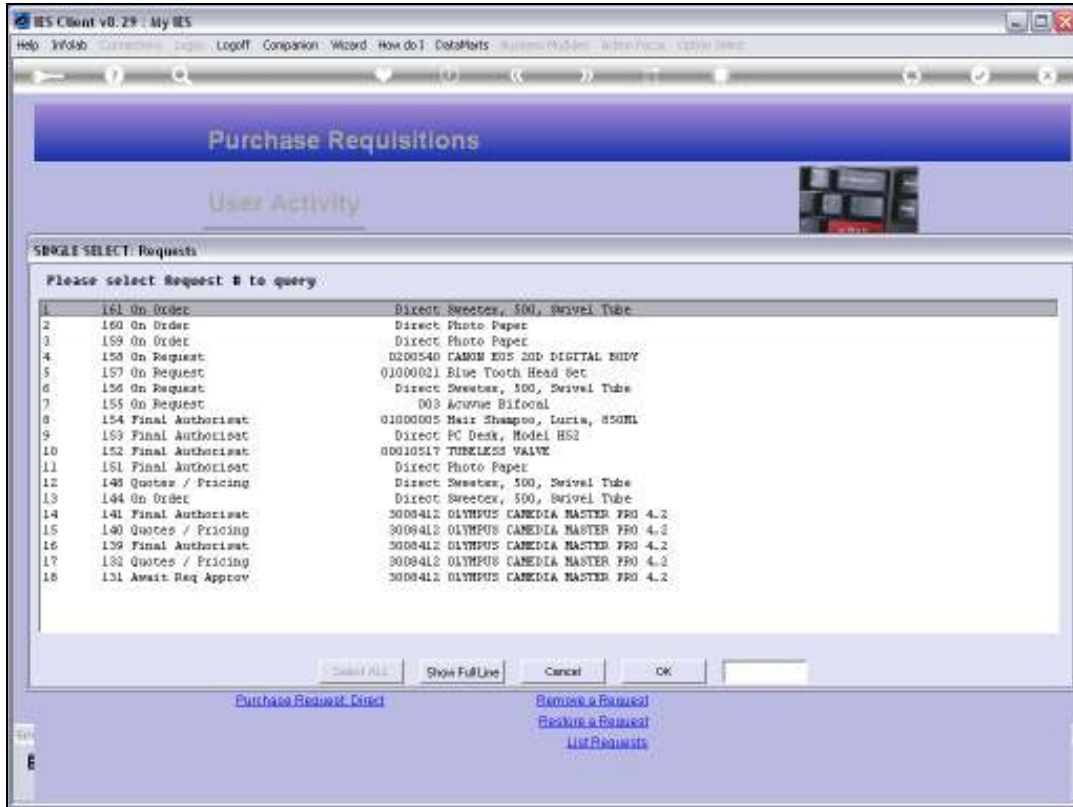 IES Client v8.29 : My IES
Help Infolab Connections Logon Logoff Companion Wizard How do I DataMarts Business Modules Action Focus Option Select
Purchase Requisitions
User Activity
SINGLE SELECT: Requests
Please select Request # to query
1 161 On Order Direct Sweetex, 500, Swivel Tube
2 160 On Order Direct Photo Paper
3 159 On Order Direct Photo Paper
4 158 On Request 0200540 CANON EOS 20D DIGITAL BODY
5 157 On Request 01000021 Blue Tooth Head Set
6 156 On Request Direct Sweetex, 500, Swivel Tube
7 155 On Request 003 Acuvue Bifocal
8 154 Final Authorisat 01000005 Hair Shampoo, Lucia, 850ML
9 153 Final Authorisat Direct PC Desk, Model HS2
10 152 Final Authorisat 00010517 TUBELESS VALVE
11 151 Final Authorisat Direct Photo Paper
12 148 Quotes / Pricing Direct Sweetex, 500, Swivel Tube
13 144 On Order Direct Sweetex, 500, Swivel Tube
14 141 Final Authorisat 3008412 OLYMPUS CAMEDIA MASTER PRO 4.2
15 140 Quotes / Pricing 3008412 OLYMPUS CAMEDIA MASTER PRO 4.2
16 139 Final Authorisat 3008412 OLYMPUS CAMEDIA MASTER PRO 4.2
17 132 Quotes / Pricing 3008412 OLYMPUS CAMEDIA MASTER PRO 4.2
18 131 Await Req Approv 3008412 OLYMPUS CAMEDIA MASTER PRO 4.2
Select ALL Show Full Line Cancel OK
Purchase Request: Direct Remove a Request
Restore a Request
List Requests